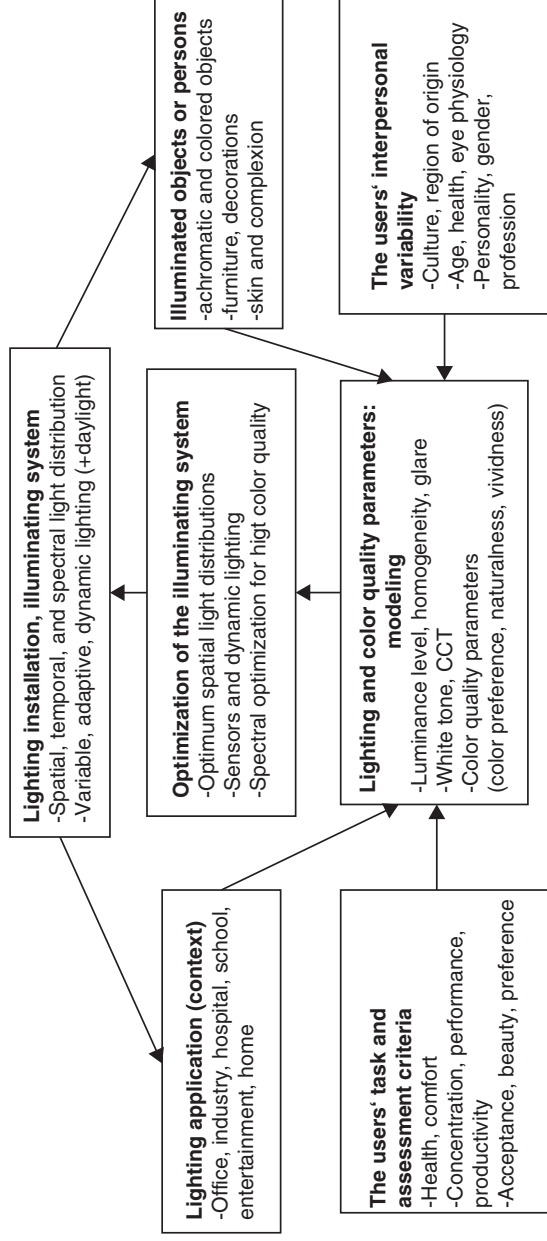 Lighting installation, illuminating system
-Spatial, temporal, and spectral light distribution
-Variable, adaptive, dynamic lighting (+daylight)
Lighting application (context)
-Office, industry, hospital, school,
entertainment, home
Optimization of the illuminating system
-Optimum spatial light distributions
-Sensors and dynamic lighting
-Spectral optimization for higt color quality
Illuminated objects or persons
-achromatic and colored objects
-furniture, decorations
-skin and complexion
The users‘ task and
assessment criteria
-Health, comfort
-Concentration, performance,
productivity
-Acceptance, beauty, preference
Lighting and color quality parameters:
modeling
-Luminance level, homogeneity, glare
-White tone, CCT
-Color quality parameters
(color preference, naturalness, vividness)
The users‘ interpersonal
variability
-Culture, region of origin
-Age, health, eye physiology
-Personality, gender,
profession